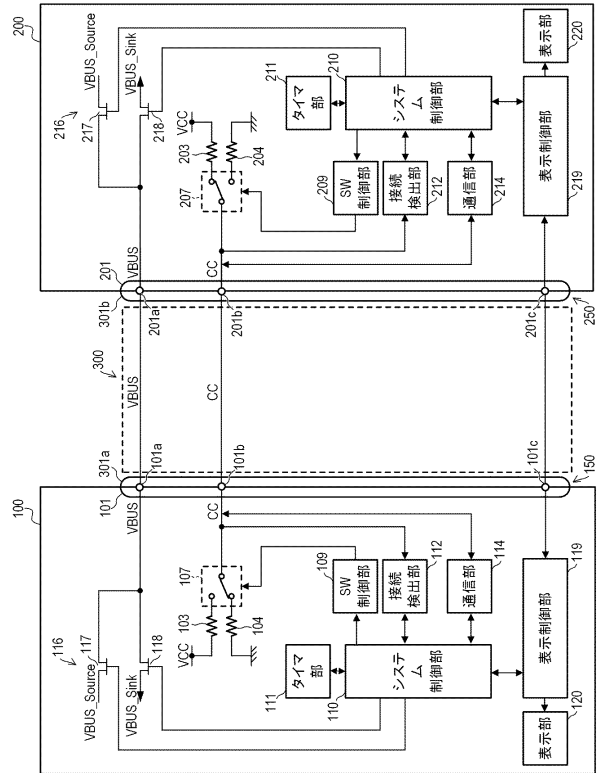 100
116
VBUS_Source
117
VBUS_Sink
118
VCC
103
104
107
VBUS
CC
109
SW
制御部
111
タイマ
部
110
システム
制御部
接続
検出部
112
通信部
114
119
表示制御部
120
表示部
101
301a
101a
101b
101c
150
300
VBUS
CC
301b
201
201a
201b
201c
250
200
216
VBUS_Source
217
VBUS_Sink
218
VCC
203
204
207
VBUS
CC
209
SW
制御部
211
タイマ
部
210
システム
制御部
接続
検出部
212
通信部
214
表示制御部
219
表示部
220